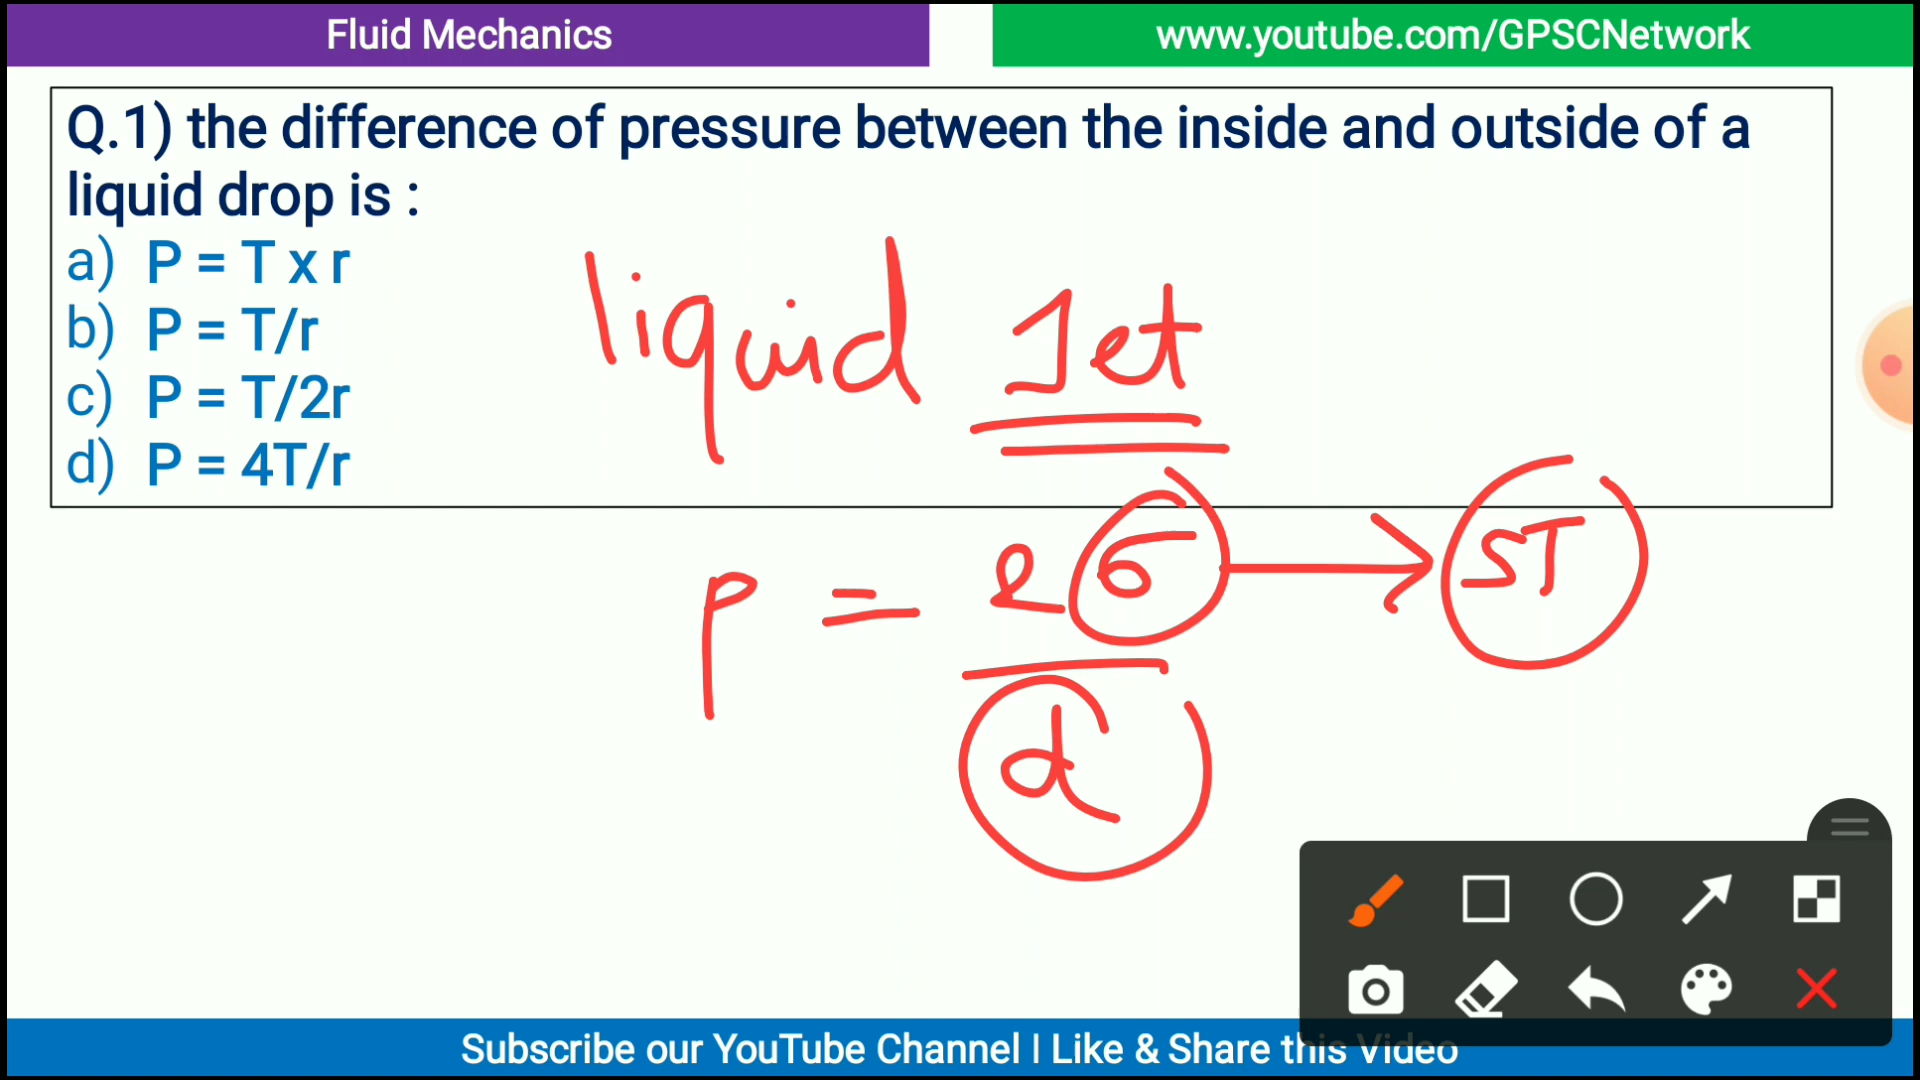 Fluid Mechanics
www.youtube.com/GPSCNetwork
Q.1) the difference of pressure between the inside and outside of a
liquid drop is :
a) P = T x r
b) P = T/r
c) P = T/2r
d) P = 4T/r
liquid Jet
P = 2σ → ST
d
Subscribe our YouTube Channel I Like & Share this Video